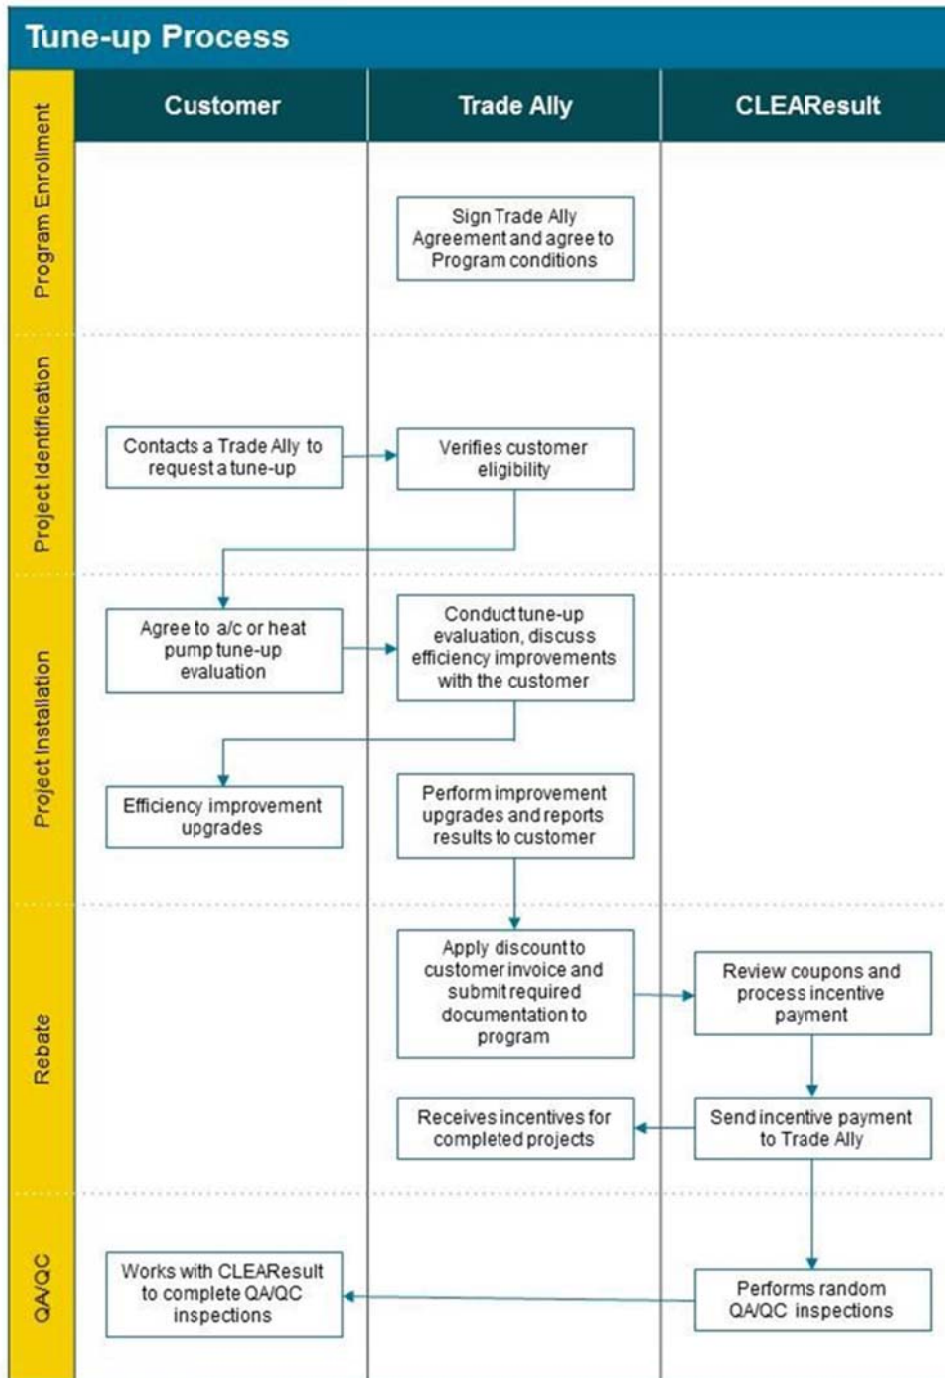 Tune-up Process
Customer
Trade Ally
CLEAResult
Program Enrollment
Sign Trade Ally
Agreement and agree to
Program conditions
Project Identification
Contacts a Trade Ally to
request a tune-up
Verifies customer
eligibility
Project Installation
Agree to a/c or heat
pump tune-up
evaluation
Conduct tune-up
evaluation, discuss
efficiency improvements
with the customer
Efficiency improvement
upgrades
Perform improvement
upgrades and reports
results to customer
Rebate
Apply discount to
customer invoice and
submit required
documentation to
program
Review coupons and
process incentive
payment
Receives incentives for
completed projects
Send incentive payment
to Trade Ally
QA/QC
Works with CLEAResult
to complete QA/QC
inspections
Performs random
QA/QC inspections